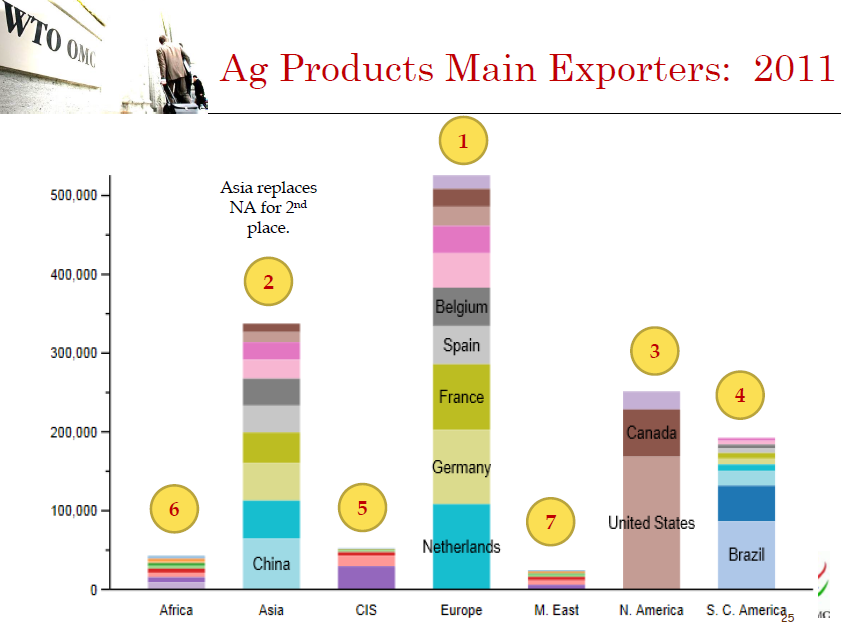 WTO OMC
Ag Products Main Exporters: 2011
1
Asia replaces
NA for 2nd
place.
500,000
400,000
300,000
200,000
100,000
0
2
3
4
5
6
7
Belgium
Spain
France
Germany
Netherlands
China
Canada
United States
Brazil
Africa
Asia
CIS
Europe
M. East
N. America
S. C. America
25